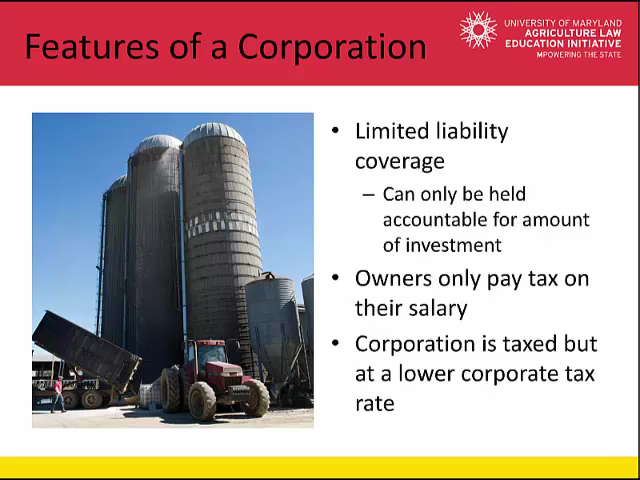 Features of a Corporation
UNIVERSITY OF MARYLAND
AGRICULTURE LAW
EDUCATION INITIATIVE
MPOWERING THE STATE
• Limited liability
coverage
– Can only be held
accountable for amount
of investment
• Owners only pay tax on
their salary
• Corporation is taxed but
at a lower corporate tax
rate